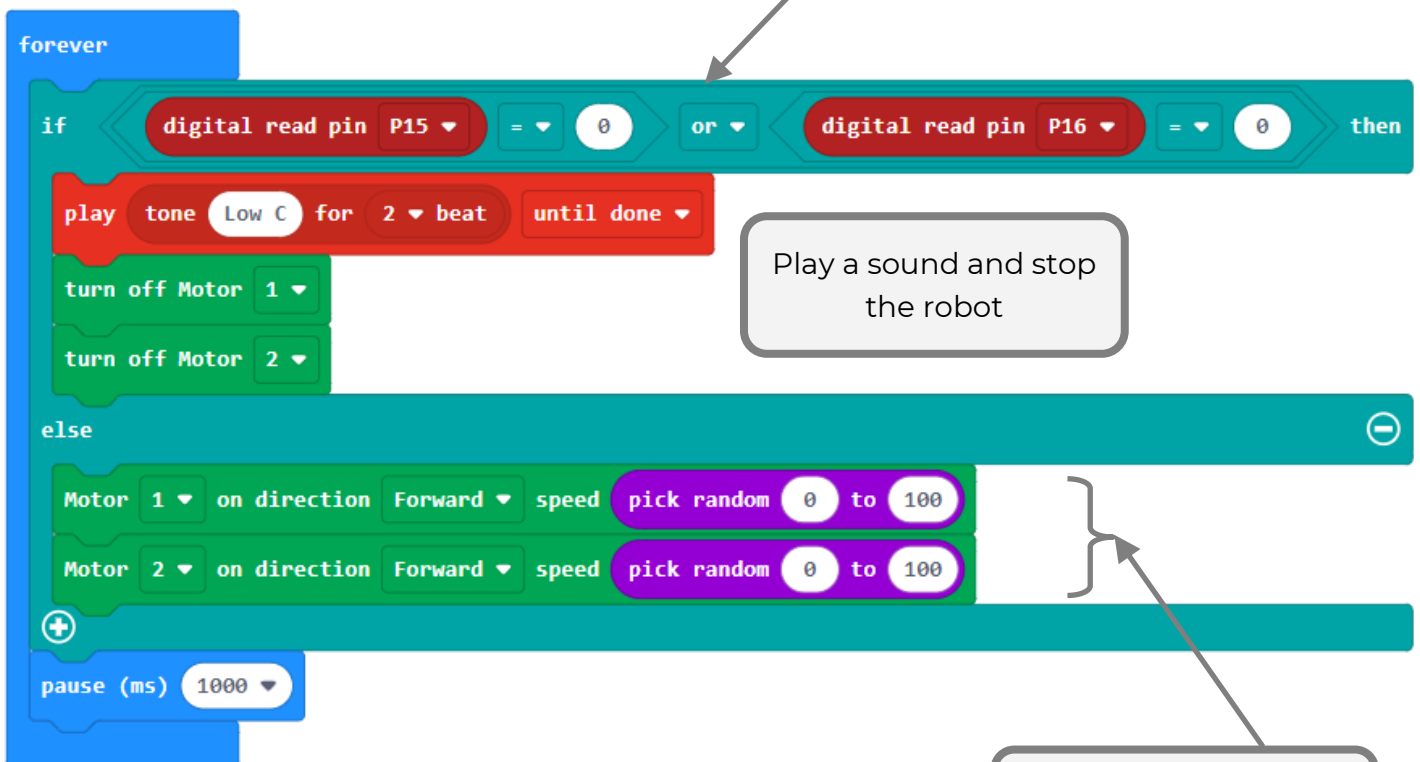 forever
if digital read pin P15 = 0 or digital read pin P16 = 0 then
play tone Low C for 2 beat until done
turn off Motor 1
turn off Motor 2
Play a sound and stop
the robot
else
Motor 1 on direction Forward speed pick random 0 to 100
Motor 2 on direction Forward speed pick random 0 to 100
pause (ms) 1000